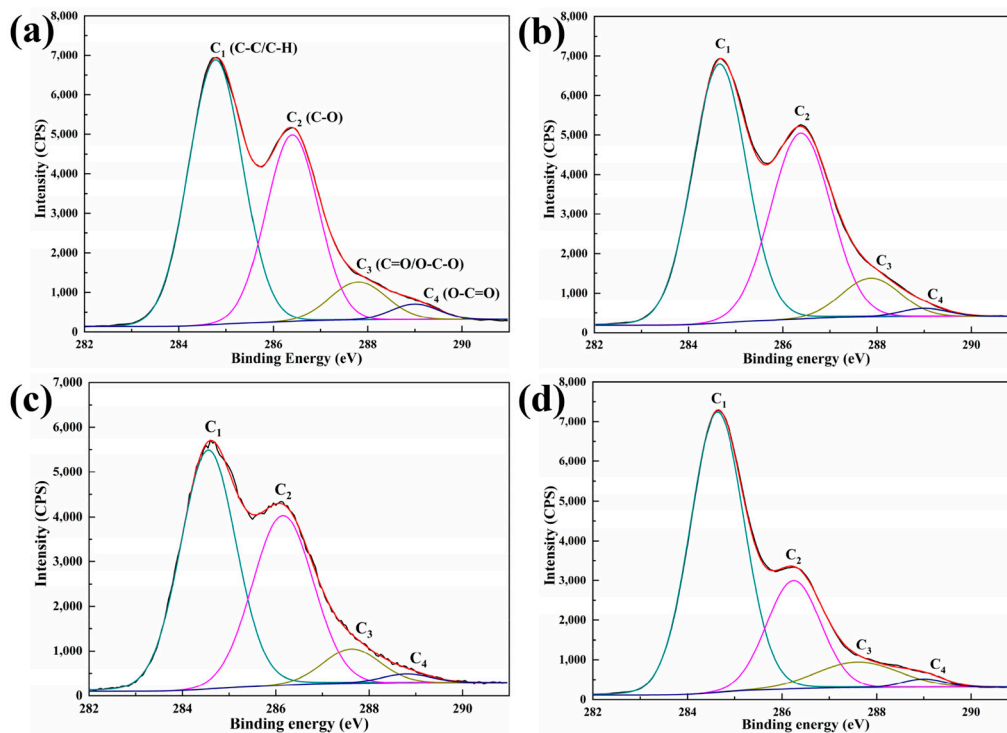 (a)
8,000
7,000
6,000
5,000
4,000
3,000
2,000
1,000
0
Intensity (CPS)
C1 (C-C/C-H)
C2 (C-O)
C3 (C=O/O-C-O)
C4 (O-C=O)
282 284 286 288 290
Binding Energy (eV)
(b)
8,000
7,000
6,000
5,000
4,000
3,000
2,000
1,000
0
Intensity (CPS)
C1
C2
C3
C4
282 284 286 288 290
Binding energy (eV)
(c)
7,000
6,000
5,000
4,000
3,000
2,000
1,000
0
Intensity (CPS)
C1
C2
C3
C4
282 284 286 288 290
Binding energy (eV)
(d)
8,000
7,000
6,000
5,000
4,000
3,000
2,000
1,000
0
Intensity (CPS)
C1
C2
C3
C4
282 284 286 288 290
Binding energy (eV)